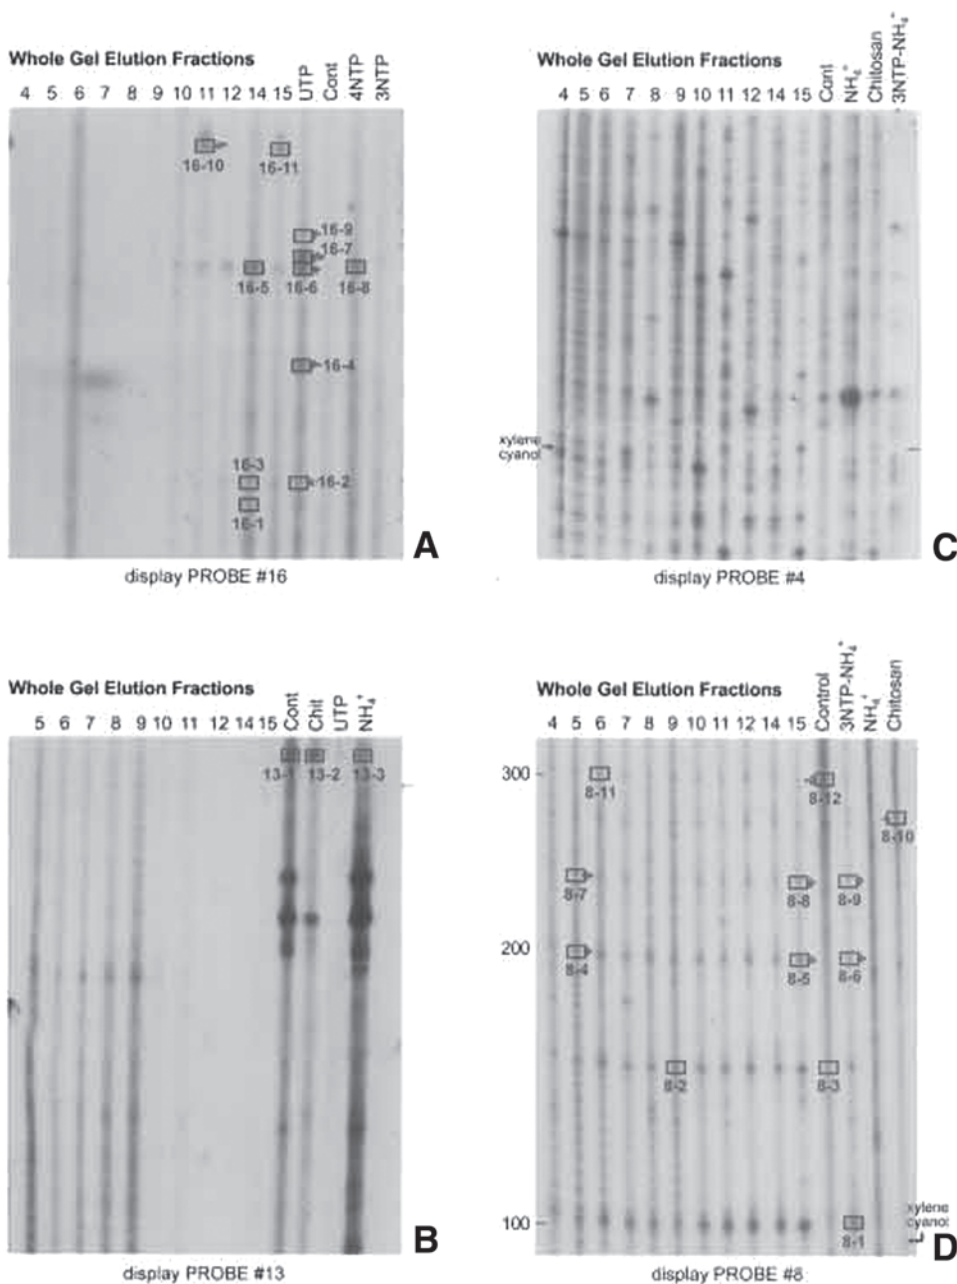 Whole Gel Elution Fractions
4 5 6 7 8 9 10 11 12 14 15 UTP Cont 4NTP 3NTP
16-10
16-11
16-9
16-7
16-5 16-6 16-8
16-4
16-3
16-2
16-1
A
display PROBE #16
Whole Gel Elution Fractions
4 5 6 7 8 9 10 11 12 14 15 Cont NH₄⁺ Chitosan 3NTP-NH₄⁺
xylene
cyanol
C
display PROBE #4
Whole Gel Elution Fractions
5 6 7 8 9 10 11 12 14 15 Cont Chit UTP NH₄⁺
13-1 13-2 13-3
B
display PROBE #13
Whole Gel Elution Fractions
4 5 6 7 8 9 11 12 14 15 Control 3NTP-NH₄⁺ NH₄⁺ Chitosan
300
8-11
8-12
8-10
8-7
8-8 8-9
200
8-4
8-5 8-6
8-2 8-3
100
8-1
xylene
cyanol
D
display PROBE #8